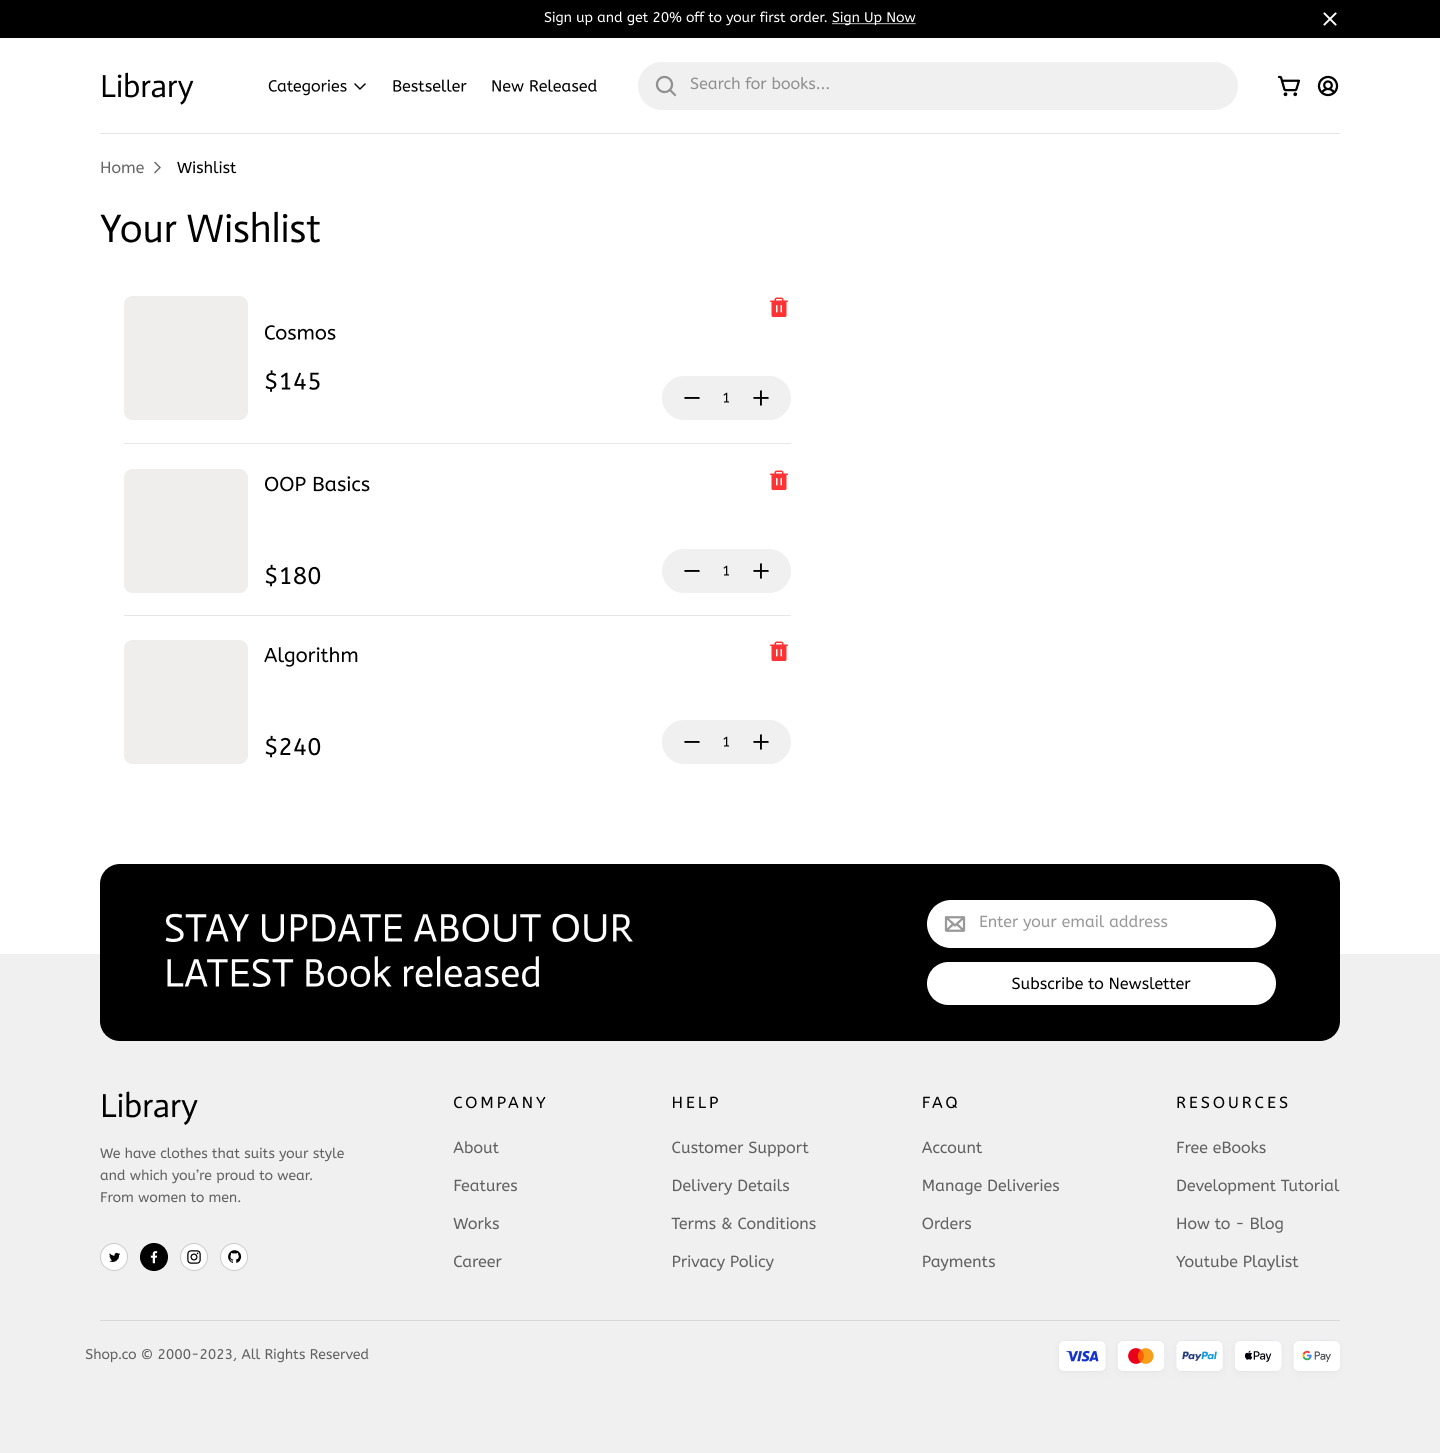 Sign up and get 20% off to your first order. Sign Up Now
Library
Categories
Bestseller
New Released
Search for books...
Home
Wishlist
Your Wishlist
Cosmos
$145
1
OOP Basics
$180
1
Algorithm
$240
1
STAY UPDATE ABOUT OUR
LATEST Book released
Enter your email address
Subscribe to Newsletter
Library
We have clothes that suits your style
and which you’re proud to wear.
From women to men.
COMPANY
About
Features
Works
Career
HELP
Customer Support
Delivery Details
Terms & Conditions
Privacy Policy
FAQ
Account
Manage Deliveries
Orders
Payments
RESOURCES
Free eBooks
Development Tutorial
How to - Blog
Youtube Playlist
Shop.co © 2000-2023, All Rights Reserved
VISA
PayPal
Pay
G Pay